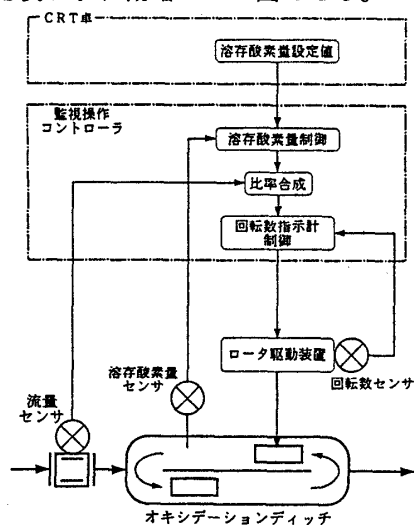 CRT卓
溶存酸素量設定値
監視操作
コントローラ
溶存酸素量制御
比率合成
回転数指示計
制御
ロータ駆動装置
回転数センサ
溶存酸素量
センサ
流量
センサ
オキシデーションディッチ